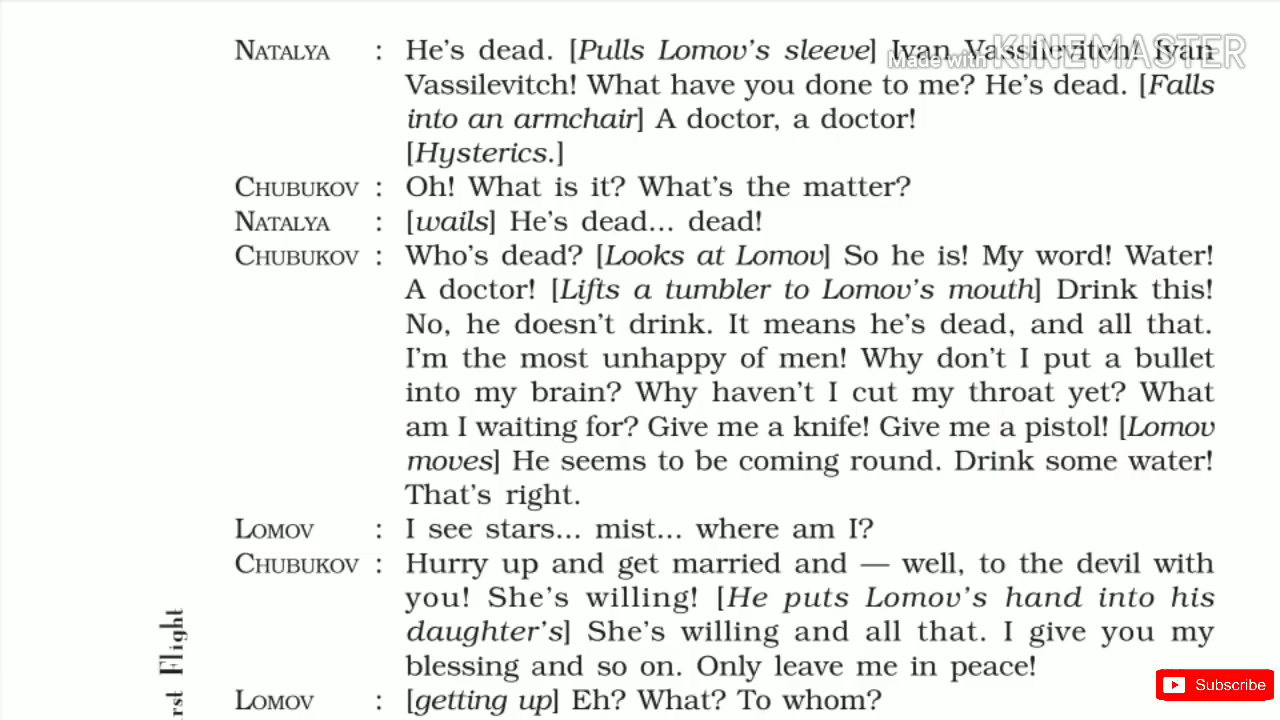 NATALYA : He's dead. [Pulls Lomov's sleeve] Ivan Vassilevitch! Ivan
Made with KINEMASTER
Vassilevitch! What have you done to me? He's dead. [Falls
into an armchair] A doctor, a doctor!
[Hysterics.]
CHUBUKOV : Oh! What is it? What's the matter?
NATALYA : [wails] He's dead... dead!
CHUBUKOV : Who's dead? [Looks at Lomov] So he is! My word! Water!
A doctor! [Lifts a tumbler to Lomov's mouth] Drink this!
No, he doesn't drink. It means he's dead, and all that.
I'm the most unhappy of men! Why don't I put a bullet
into my brain? Why haven't I cut my throat yet? What
am I waiting for? Give me a knife! Give me a pistol! [Lomov
moves] He seems to be coming round. Drink some water!
That's right.
LOMOV : I see stars... mist... where am I?
CHUBUKOV : Hurry up and get married and — well, to the devil with
you! She's willing! [He puts Lomov's hand into his
daughter's] She's willing and all that. I give you my
blessing and so on. Only leave me in peace!
LOMOV : [getting up] Eh? What? To whom?
rst Flight
Subscribe